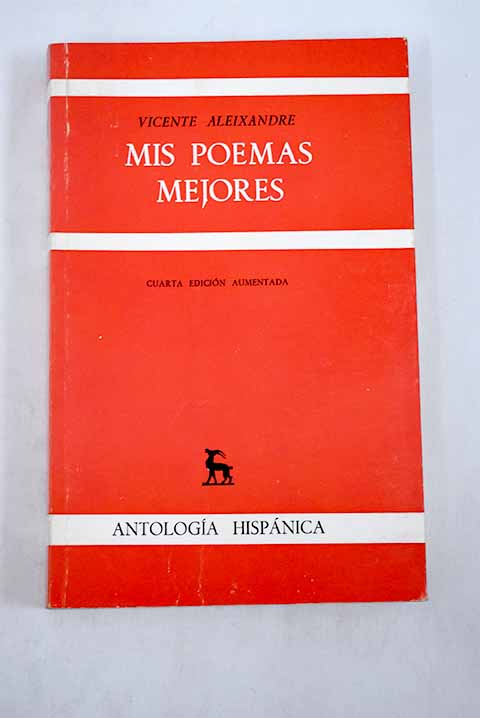 VICENTE ALEIXANDRE
MIS POEMAS
MEJORES
CUARTA EDICIÓN AUMENTADA
ANTOLOGÍA HISPÁNICA